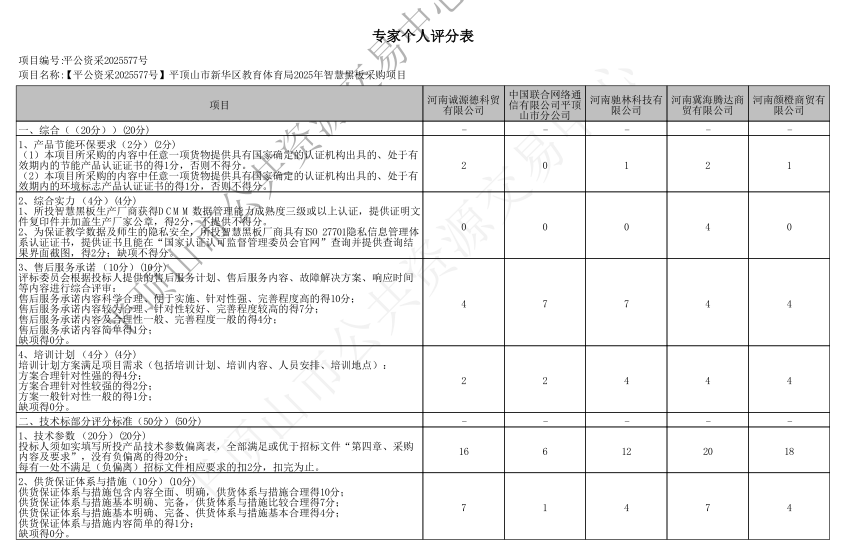 专家个人评分表
项目编号:平公资采2025577号
项目名称:【平公资采2025577号】平顶山市新华区教育体育局2025年智慧黑板采购项目
项目
河南诚源德科贸有限公司
中国联合网络通信有限公司平顶山市分公司
河南驰林科技有限公司
河南冀海腾达商贸有限公司
河南颜橙商贸有限公司
一、综合（（20分））(20分) - - - - -
1、产品节能环保要求（2分）(2分)
（1）本项目所采购的内容中任意一项货物提供具有国家确定的认证机构出具的、处于有
效期内的节能产品认证证书的得1分，否则不得分。
（2）本项目所采购的内容中任意一项货物提供具有国家确定的认证机构出具的、处于有
效期内的环境标志产品认证证书的得1分，否则不得分。
2 0 1 2 1
2、综合实力 （4分）(4分)
1、所投智慧黑板生产厂商获得DCMM 数据管理能力成熟度三级或以上认证，提供证明文
件复印件并加盖生产厂家公章，得2分，不提供不得分。
2、为保证教学数据及师生的隐私安全，所投智慧黑板厂商具有ISO 27701隐私信息管理体
系认证证书，提供证书且能在“国家认证认可监督管理委员会官网”查询并提供查询结
果界面截图，得2分；缺项不得分。
0 0 0 4 0
3、售后服务承诺 （10分）(10分)
评标委员会根据投标人提供的售后服务计划、售后服务内容、故障解决方案、响应时间
等内容进行综合评审：
售后服务承诺内容科学合理、便于实施、针对性强、完善程度高的得10分；
售后服务承诺内容较为合理、针对性较好、完善程度较高的得7分；
售后服务承诺内容及合理性一般、完善程度一般的得4分；
售后服务承诺内容简单得1分；
缺项得0分。
4 7 7 4 4
4、培训计划 （4分）(4分)
培训计划方案满足项目需求（包括培训计划、培训内容、人员安排、培训地点）：
方案合理针对性强的得4分；
方案合理针对性较强的得2分；
方案一般针对性一般的得1分；
缺项得0分。
2 2 4 4 4
二、技术标部分评分标准（50分）(50分) - - - - -
1、技术参数 （20分）(20分)
投标人须如实填写所投产品技术参数偏离表，全部满足或优于招标文件“第四章、采购
内容及要求”，没有负偏离的得20分；
每有一处不满足（负偏离）招标文件相应要求的扣2分，扣完为止。
16 6 12 20 18
2、供货保证体系与措施（10分）(10分)
供货保证体系与措施包含内容全面、明确，供货体系与措施合理得10分；
供货保证体系与措施基本明确、完备，供货体系与措施比较合理得7分；
供货保证体系与措施基本明确、完备、供货体系与措施基本合理得4分；
供货体系与措施内容简单的得1分；
缺项得0分。
7 1 4 7 4
平顶山市公共资源交易中心
平顶山市公共资源交易中心